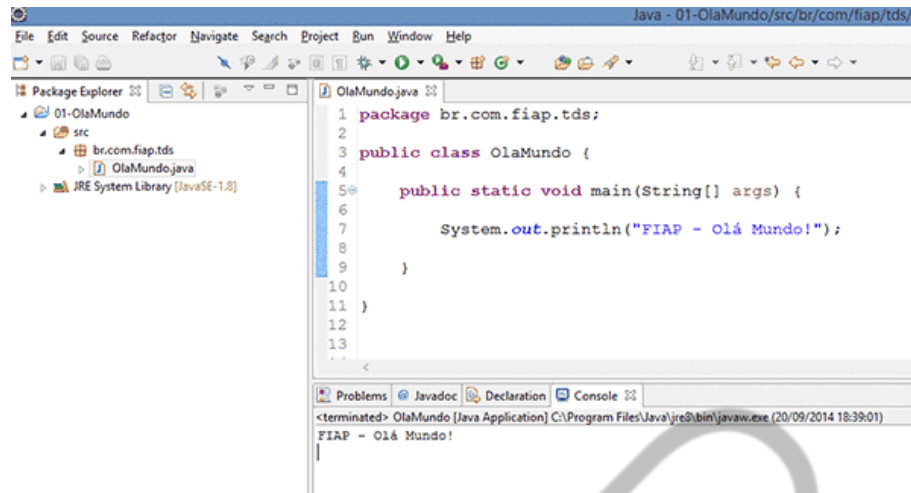 Java - 01-OlaMundo/src/br/com/fiap/tds/
File Edit Source Refactor Navigate Search Project Run Window Help
Package Explorer
01-OlaMundo
src
br.com.fiap.tds
OlaMundo.java
JRE System Library [JavaSE-1.8]
OlaMundo.java
1 package br.com.fiap.tds;
2
3 public class OlaMundo {
4
5 public static void main(String[] args) {
6
7 System.out.println("FIAP - Olá Mundo!");
8
9 }
10
11 }
12
13
Problems Javadoc Declaration Console
<terminated> OlaMundo [Java Application] C:\Program Files\Java\jre8\bin\javaw.exe (20/09/2014 18:39:01)
FIAP - Olá Mundo!